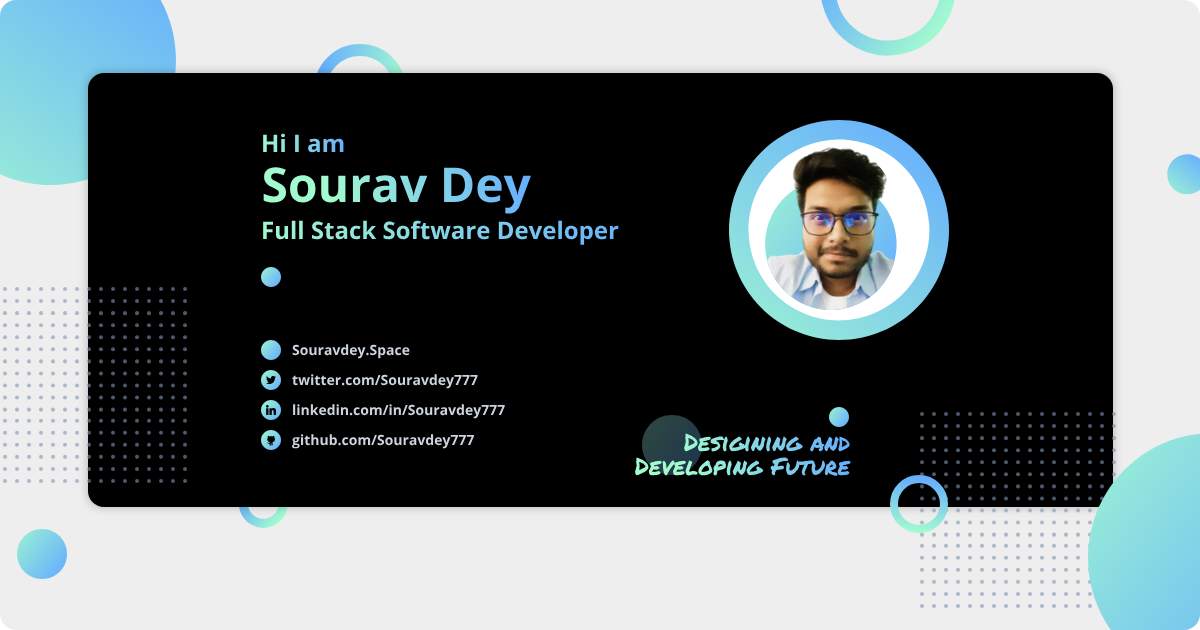 Hi I am
Sourav Dey
Full Stack Software Developer
Souravdey.Space
twitter.com/Souravdey777
linkedin.com/in/Souravdey777
github.com/Souravdey777
Desigining and
Developing Future